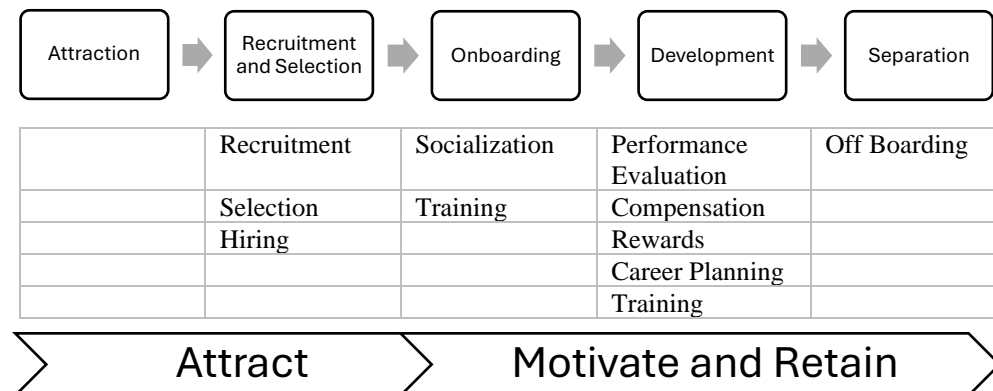 Attraction
Recruitment
and Selection
Onboarding
Development
Separation
Recruitment
Socialization
Performance
Evaluation
Off Boarding
Selection
Training
Compensation
Hiring
Rewards
Career Planning
Training
Attract
Motivate and Retain